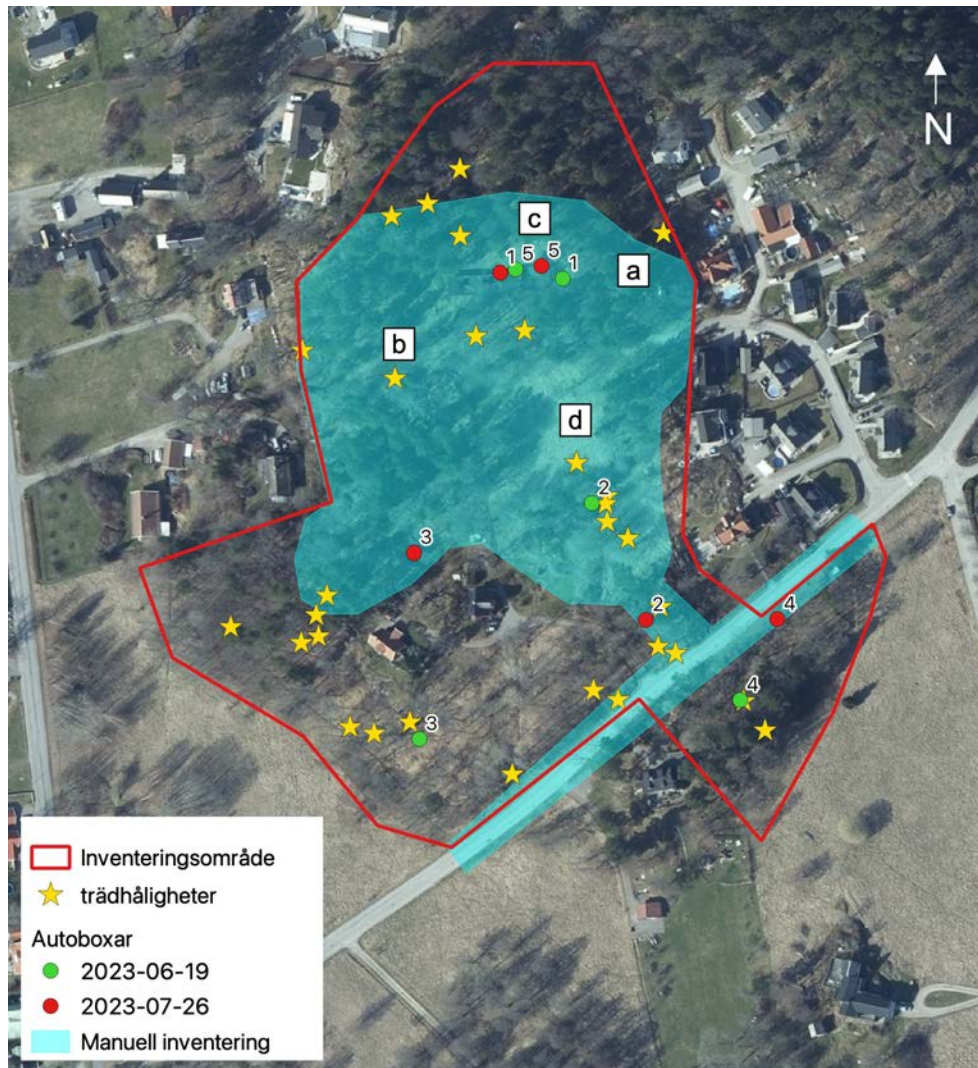 N
c
a
1
5
5
1
b
d
2
3
2
4
4
3
Inventeringsområde
trädhåligheter
Autoboxar
2023-06-19
2023-07-26
Manuell inventering